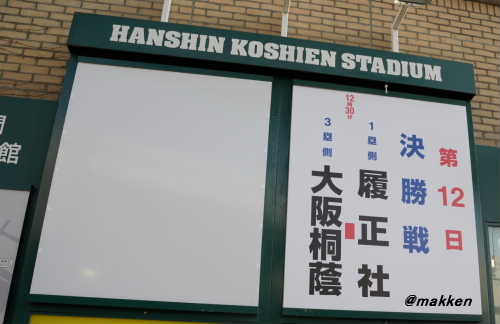 HANSHIN KOSHIEN STADIUM
第12日
決勝戦
12時30分
1塁側
履正社
3塁側
大阪桐蔭
館
@makken